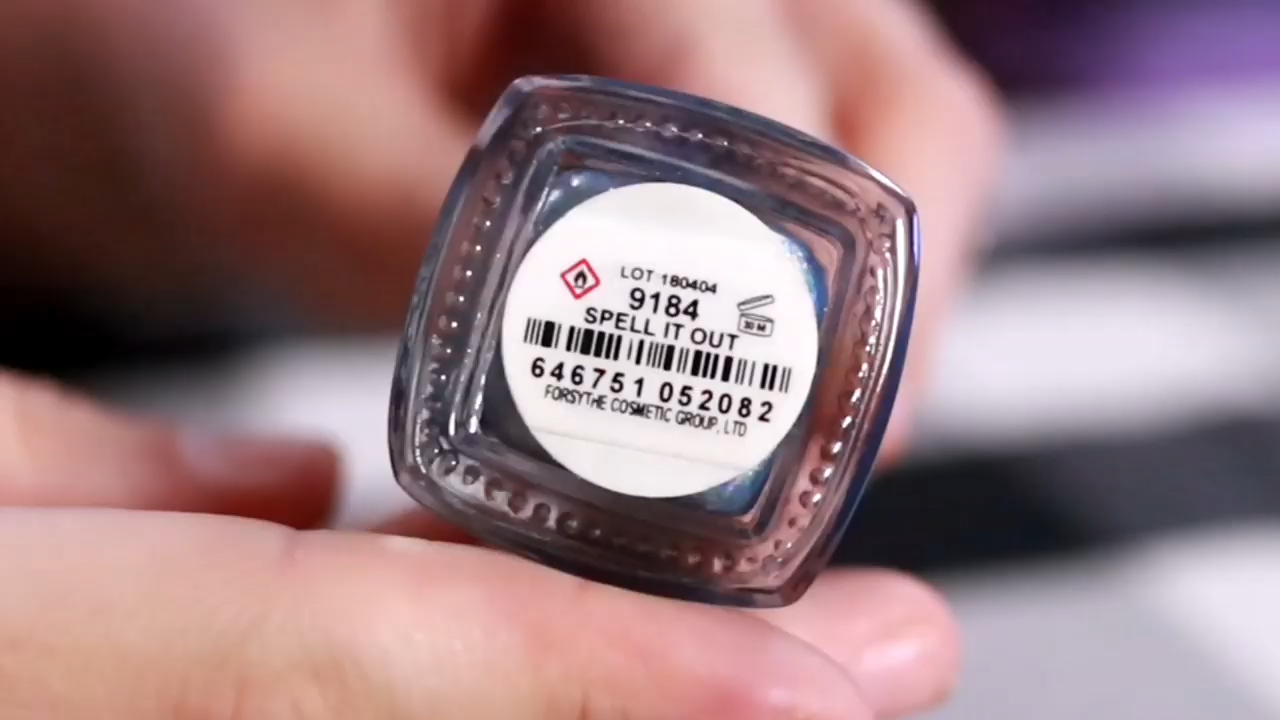 LOT 180404
9184
SPELL IT OUT
30 M
646751 052082
FORSYTHE COSMETIC GROUP, LTD